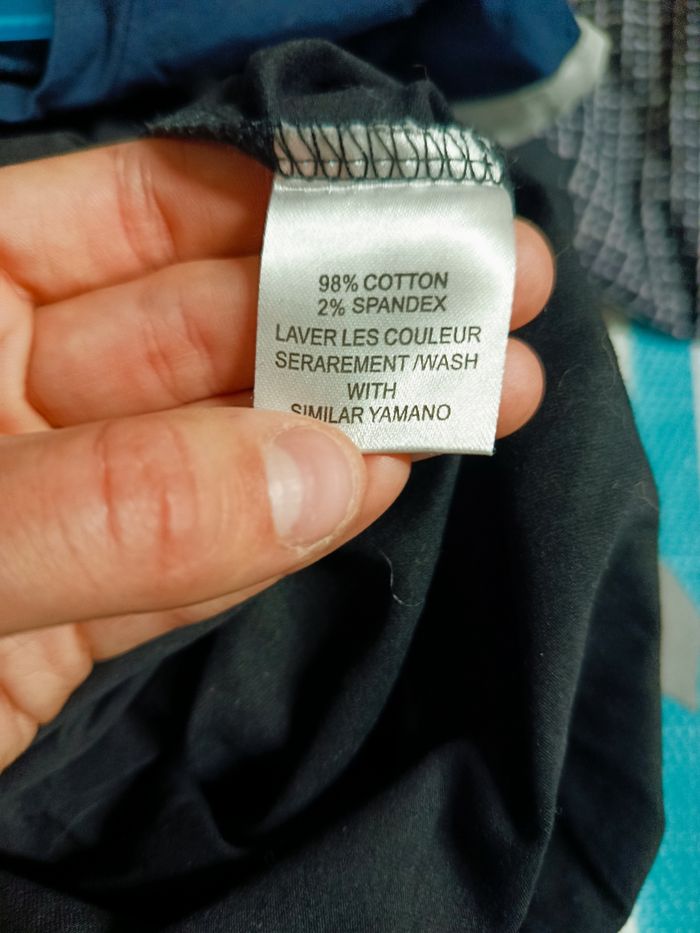 98% COTTON
2% SPANDEX
LAVER LES COULEUR
SERAREMENT /WASH
WITH
SIMILAR YAMANO